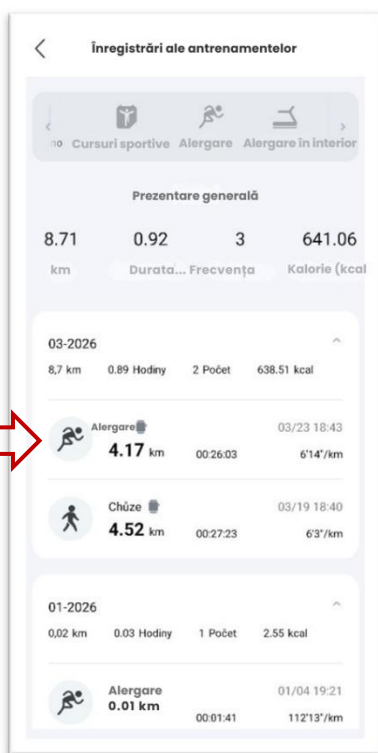 Înregistrări ale antrenamentelor
no Cursuri sportive Alergare Alergare în interior
Prezentare generală
8.71 0.92 3 641.06
km Durata... Frecvența Kalorie (kcal
03-2026
8,7 km 0.89 Hodiny 2 Počet 638.51 kcal
Alergare 03/23 18:43
4.17 km 00:26:03 6'14"/km
Chůze 03/19 18:40
4.52 km 00:27:23 6'3"/km
01-2026
0,02 km 0.03 Hodiny 1 Počet 2.55 kcal
Alergare 01/04 19:21
0.01 km 00:01:41 112'13"/km